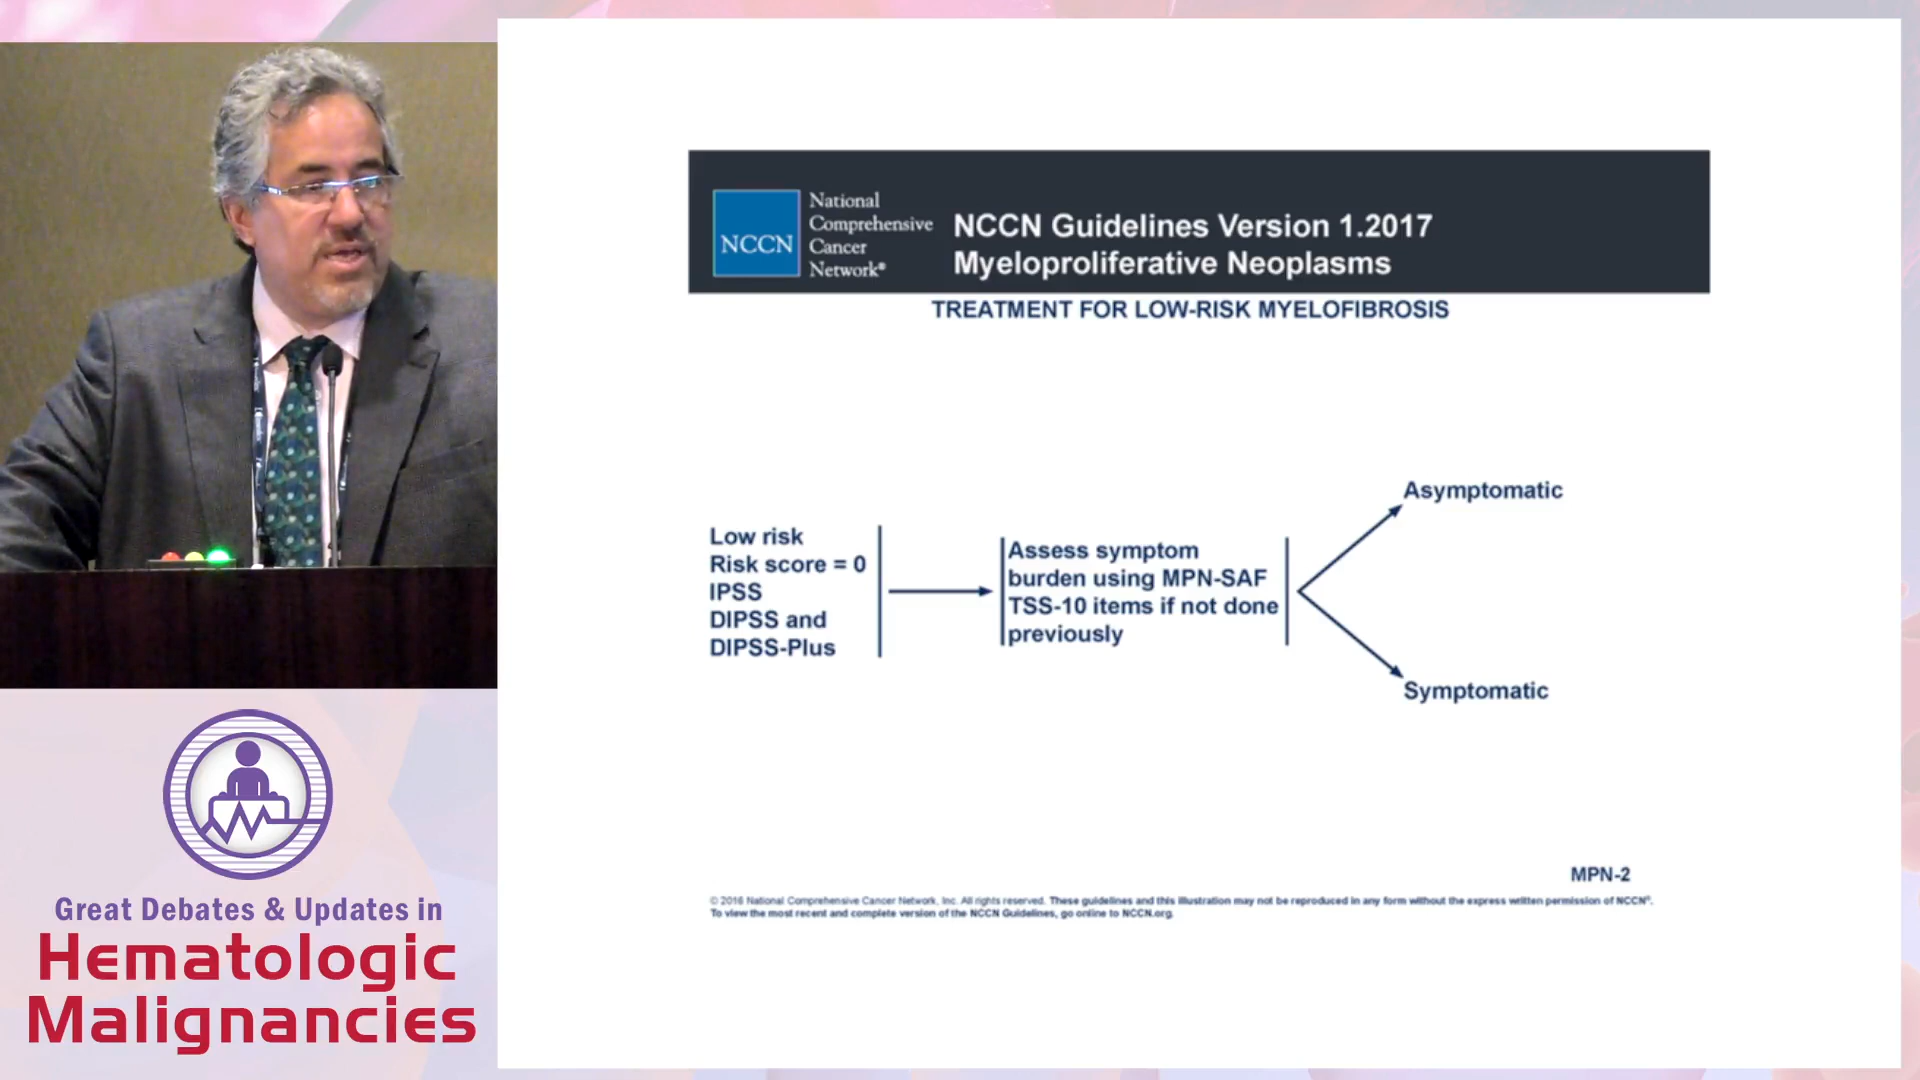 NCCN
National
Comprehensive
Cancer
Network®
NCCN Guidelines Version 1.2017
Myeloproliferative Neoplasms
TREATMENT FOR LOW-RISK MYELOFIBROSIS
Low risk
Risk score = 0
IPSS
DIPSS and
DIPSS-Plus
Assess symptom
burden using MPN-SAF
TSS-10 items if not done
previously
Asymptomatic
Symptomatic
MPN-2
© 2016 National Comprehensive Cancer Network, Inc. All rights reserved. These guidelines and this illustration may not be reproduced in any form without the express written permission of NCCN®.
To view the most recent and complete version of the NCCN Guidelines, go online to NCCN.org.
Great Debates & Updates in
Hematologic
Malignancies